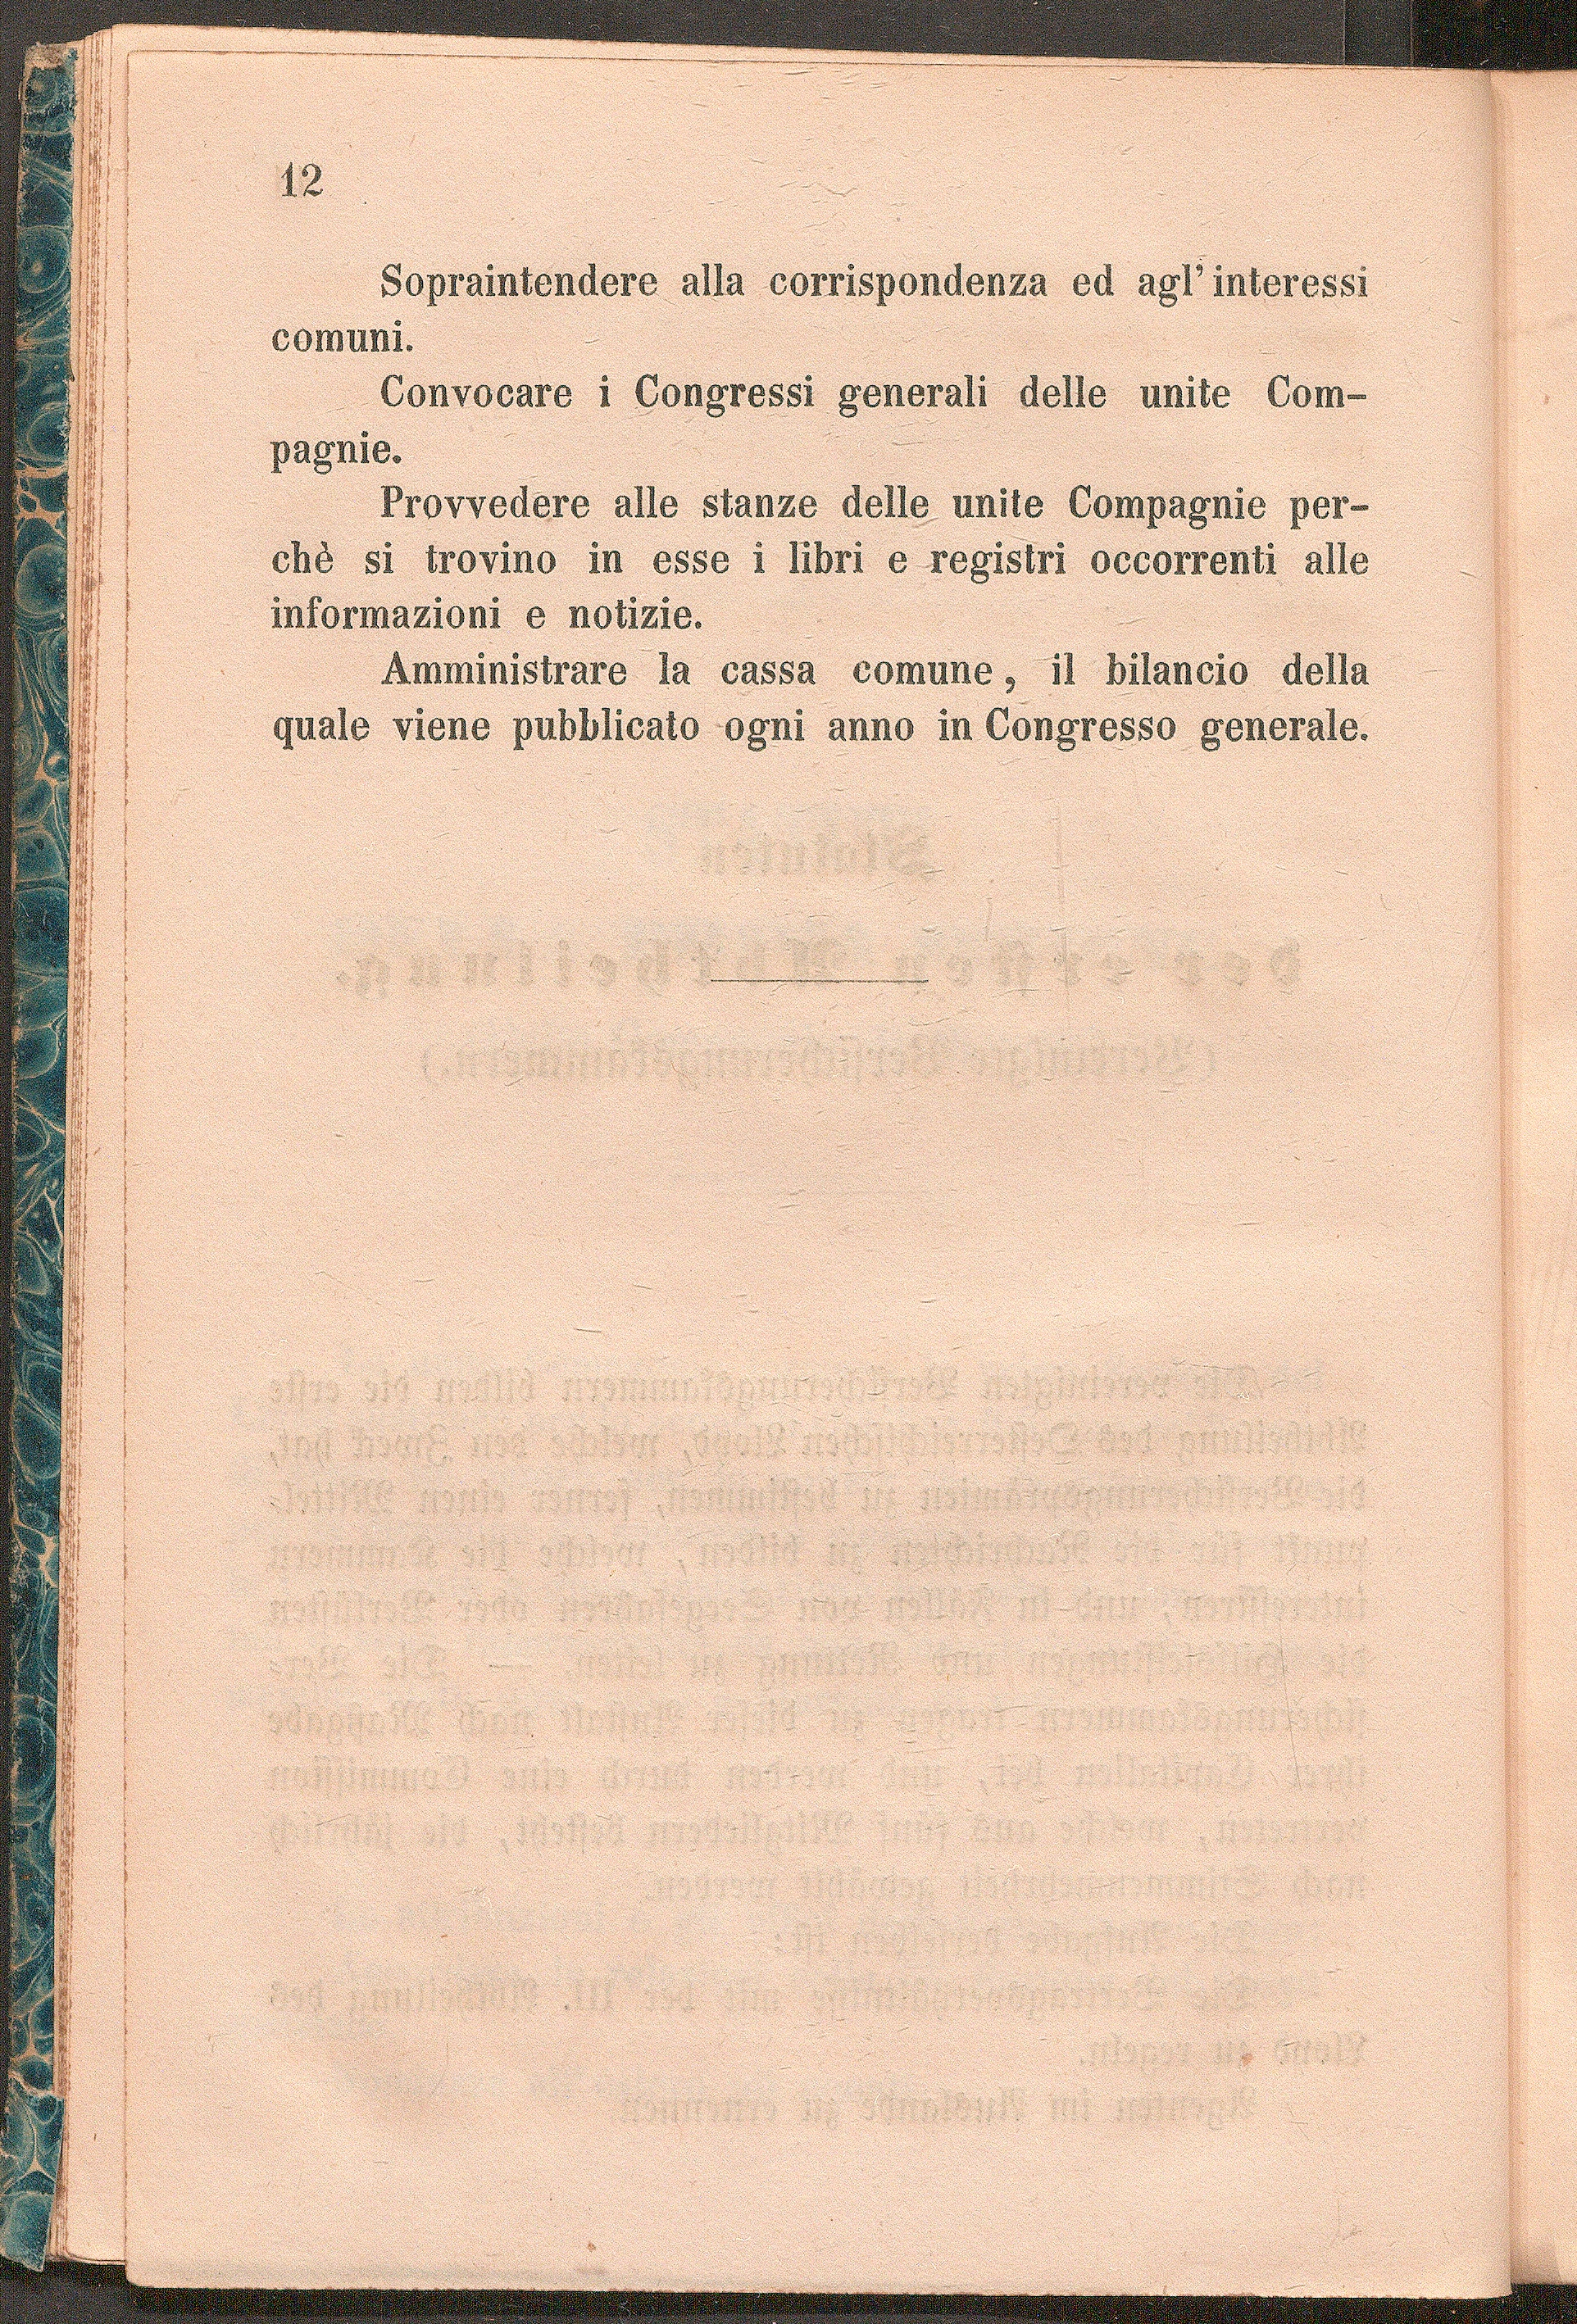 12
Sopraintendere alla corrispondenza ed agl' interessi
comuni.
Convocare i Congressi generali delle unite Com-
pagnie.
Provvedere alle stanze delle unite Compagnie per-
chè si trovino in esse i libri e registri occorrenti alle
informazioni e notizie.
Amministrare la cassa comune, il bilancio della
quale viene pubblicato ogni anno in Congresso generale.